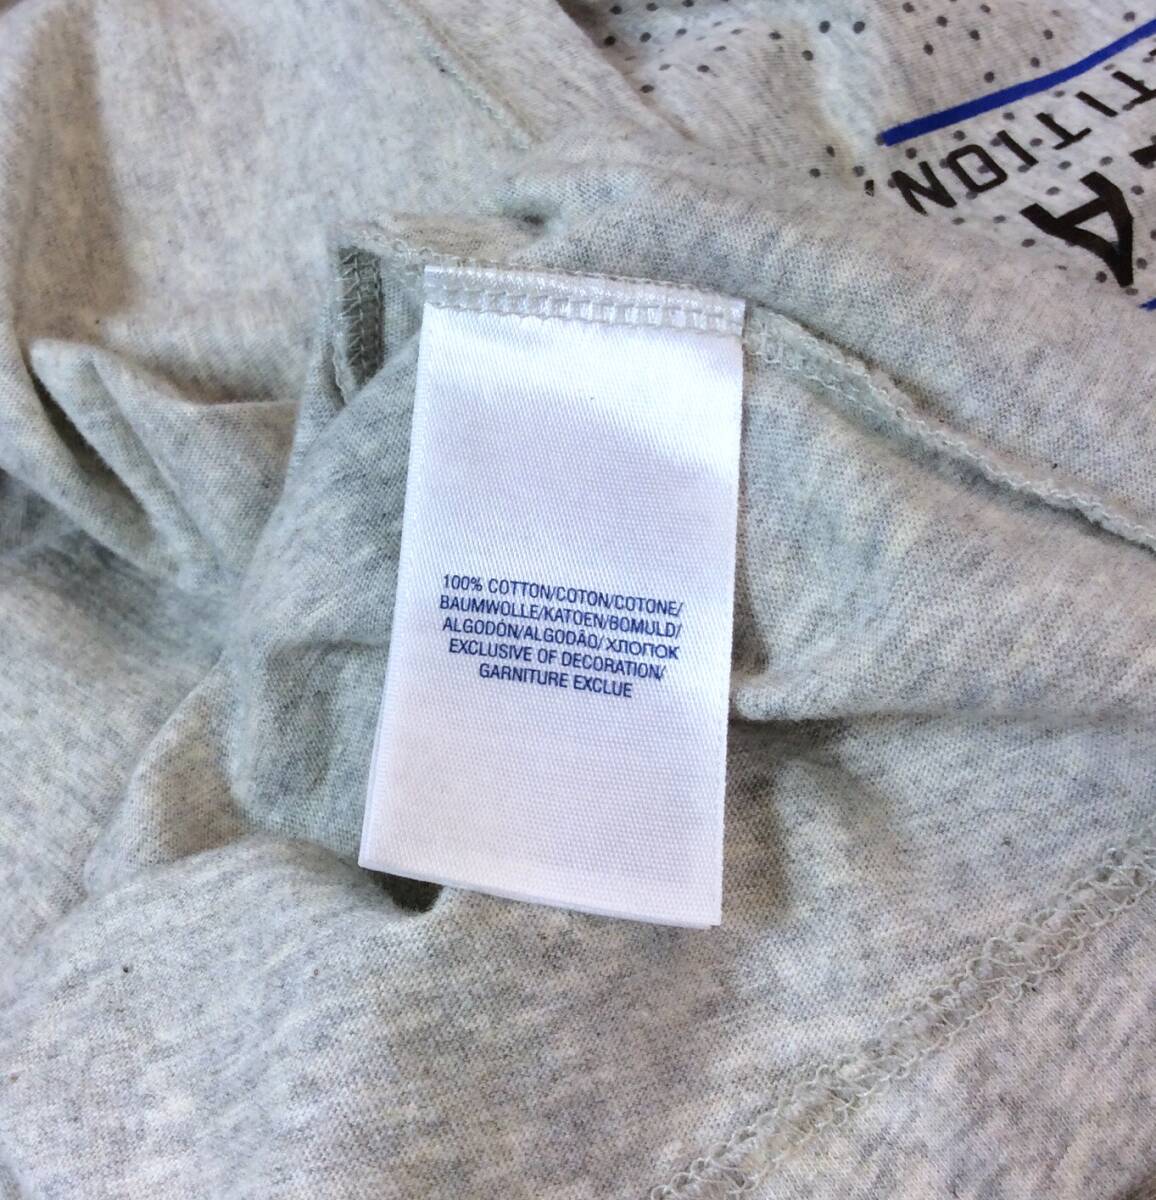 100% COTTON/COTON/COTONE/
BAUMWOLLE/KATOEN/BOMULD/
ALGODÓN/ALGODÃO/ХЛОПОК
EXCLUSIVE OF DECORATION/
GARNITURE EXCLUE